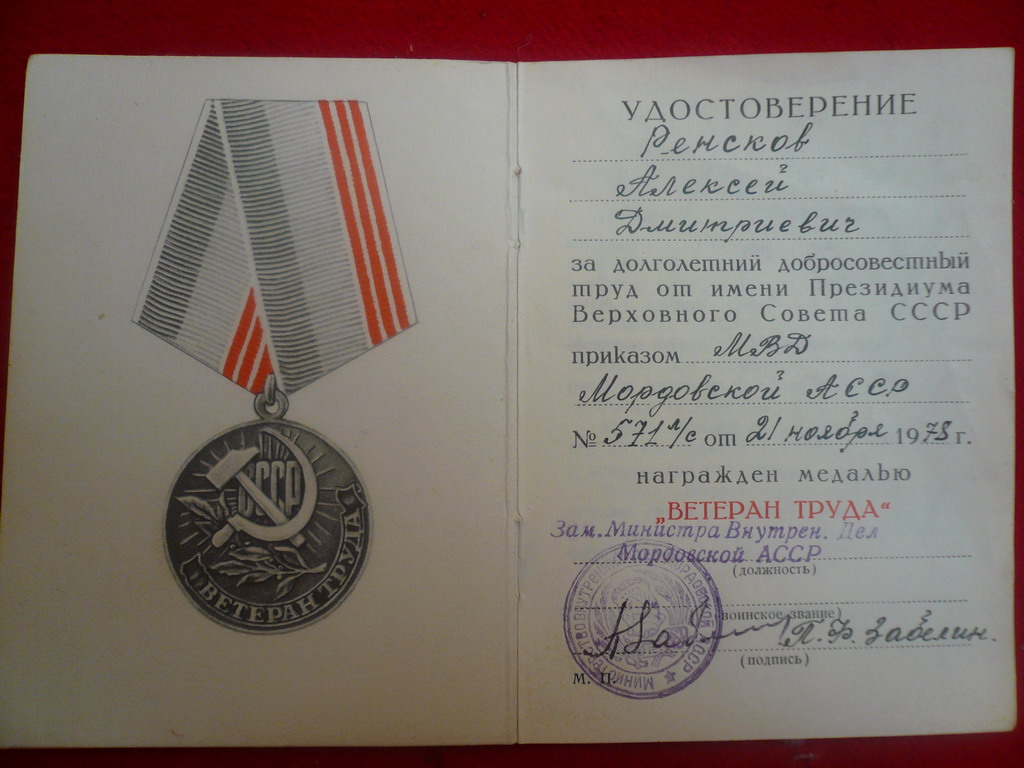 СССР
ВЕТЕРАН ТРУДА
УДОСТОВЕРЕНИЕ
Ренсков
Алексей
Дмитриевич
за долголетний добросовестный
труд от имени Президиума
Верховного Совета СССР
приказом МВД
Мордовской АССР
№ 571 л/с от 21 ноября 1978 г.
награжден медалью
„ВЕТЕРАН ТРУДА“
Зам. Министра Внутрен. Дел
Мордовской АССР
(должность)
(воинское звание)
П. Ф. Забелин.
(подпись)
М. П.